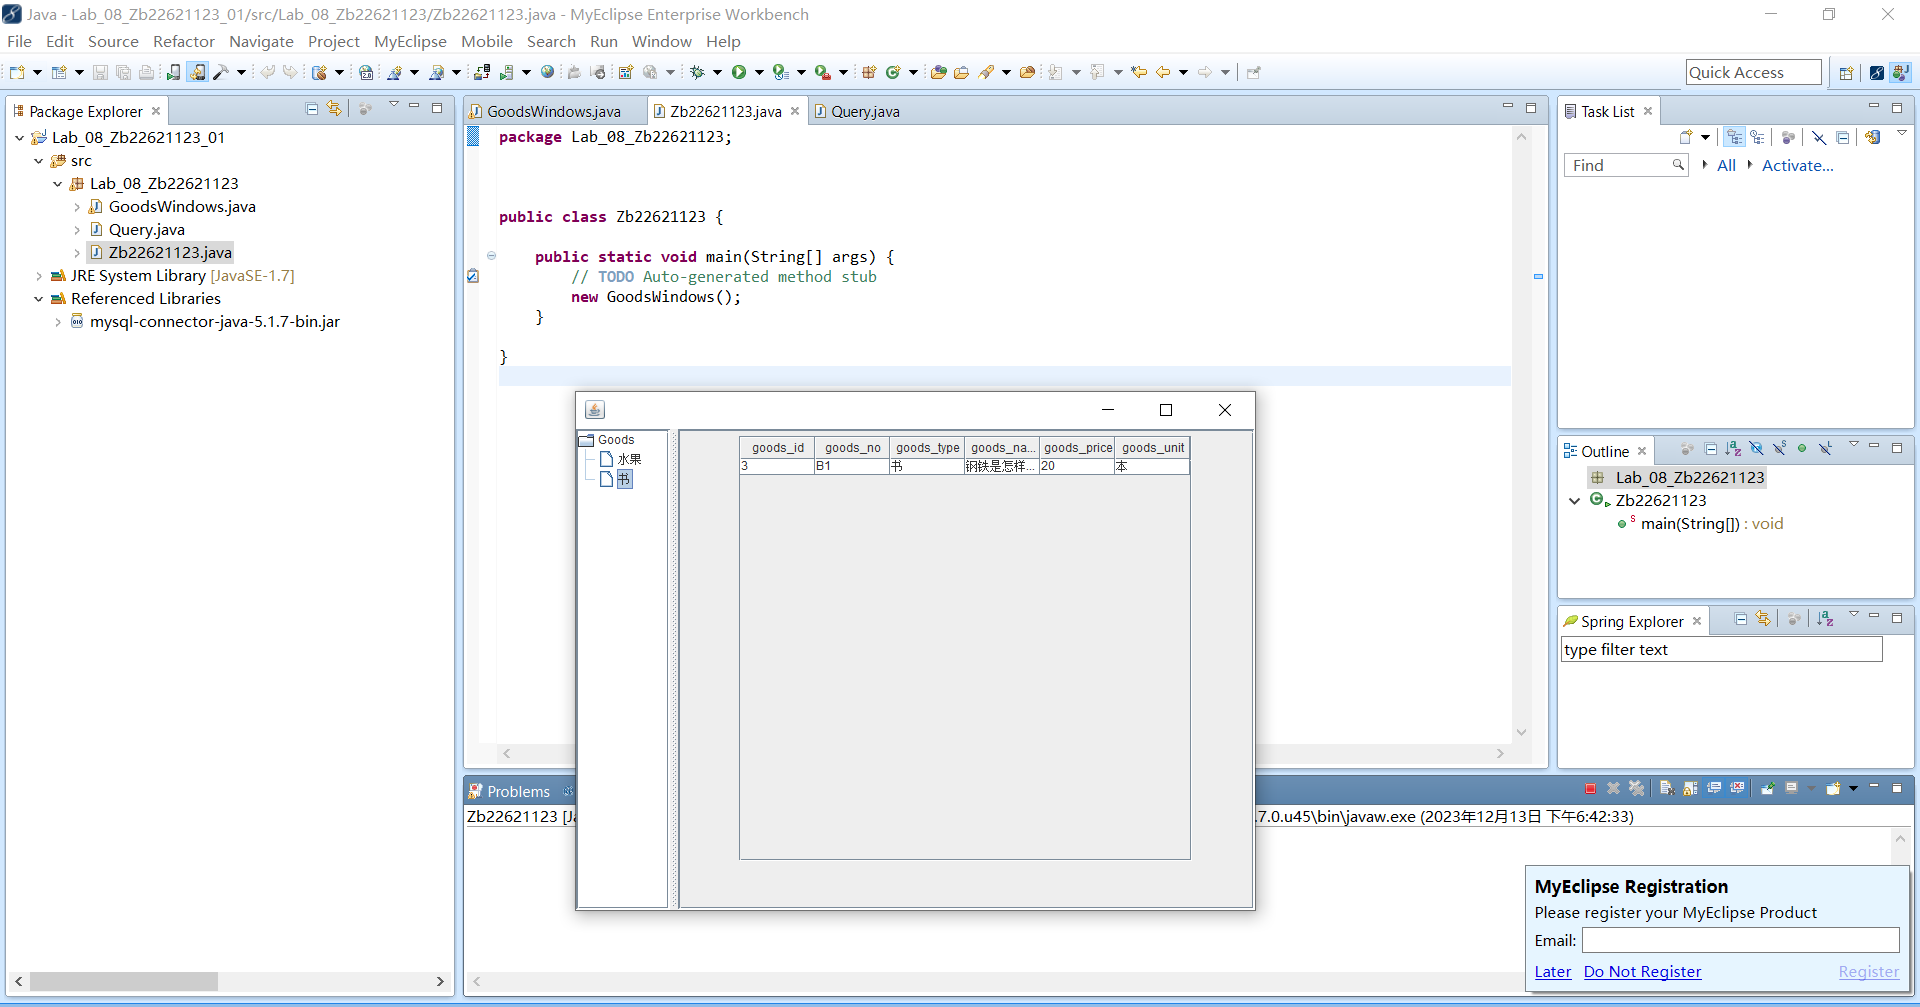 Java - Lab_08_Zb22621123_01/src/Lab_08_Zb22621123/Zb22621123.java - MyEclipse Enterprise Workbench
File Edit Source Refactor Navigate Project MyEclipse Mobile Search Run Window Help
Quick Access
Package Explorer
Lab_08_Zb22621123_01
src
Lab_08_Zb22621123
GoodsWindows.java
Query.java
Zb22621123.java
JRE System Library [JavaSE-1.7]
Referenced Libraries
mysql-connector-java-5.1.7-bin.jar
GoodsWindows.java Zb22621123.java Query.java
package Lab_08_Zb22621123;
public class Zb22621123 {
public static void main(String[] args) {
// TODO Auto-generated method stub
new GoodsWindows();
}
}
Goods
水果
书
goods_id goods_no goods_type goods_na... goods_price goods_unit
3 B1 书 钢铁是怎样... 20 本
Problems
Zb22621123 [Ja
.7.0.u45\bin\javaw.exe (2023年12月13日 下午6:42:33)
Task List
Find All Activate...
Outline
Lab_08_Zb22621123
Zb22621123
main(String[]) : void
Spring Explorer
type filter text
MyEclipse Registration
Please register your MyEclipse Product
Email:
Later Do Not Register Register